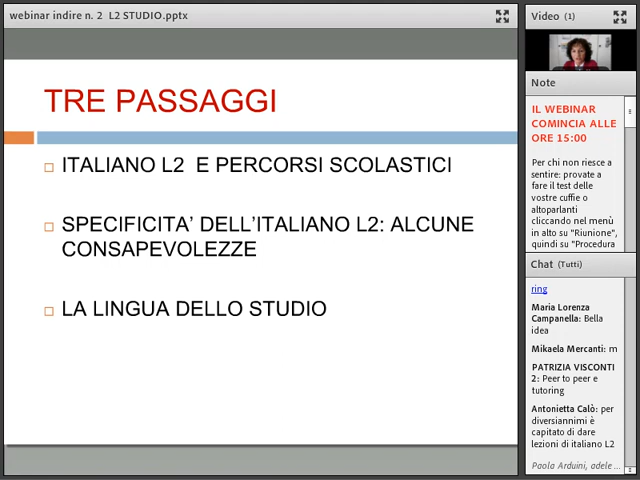 webinar indire n. 2  L2 STUDIO.pptx
TRE PASSAGGI
ITALIANO L2  E PERCORSI SCOLASTICI
SPECIFICITA’ DELL’ITALIANO L2: ALCUNE
CONSAPEVOLEZZE
LA LINGUA DELLO STUDIO
Video (1)
Note
IL WEBINAR
COMINCIA ALLE
ORE 15:00
Per chi non riesce a
sentire: provate a
fare il test delle
vostre cuffie o
altoparlanti
cliccando nel menù
in alto su "Riunione",
quindi su "Procedura
Chat (Tutti)
ring
Maria Lorenza
Campanella: Bella
idea
Mikaela Mercanti: m
PATRIZIA VISCONTI
2: Peer to peer e
tutoring
Antonietta Calò: per
diversiannimi è
capitato di dare
lezioni di italiano L2
Paola Arduini, adele ...